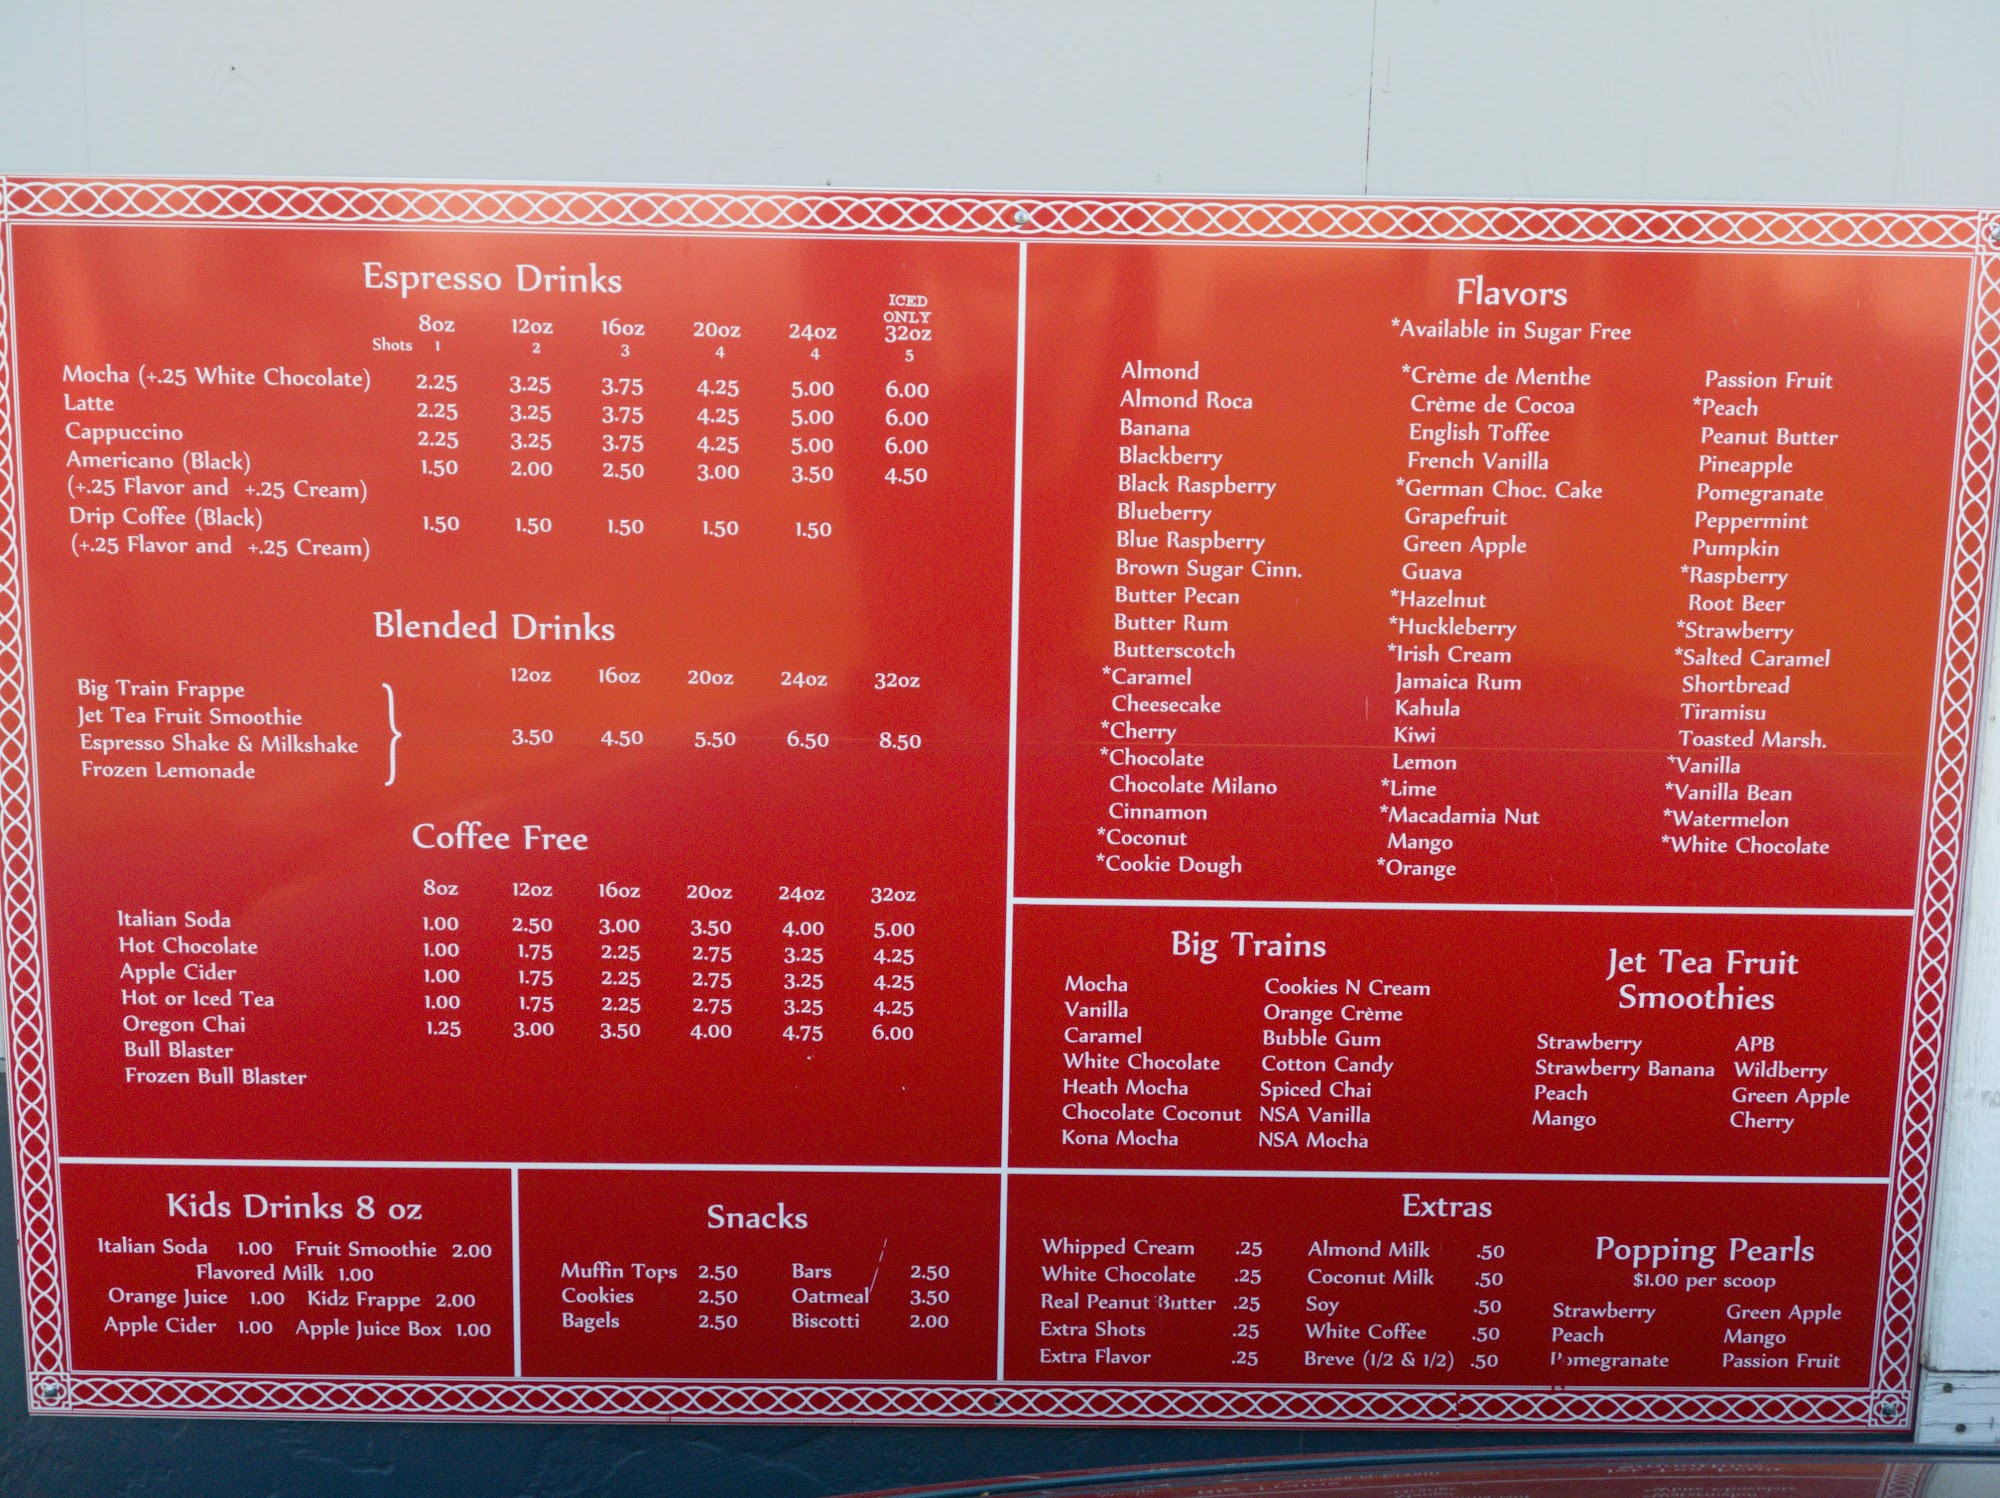 Espresso Drinks
ICED
ONLY
8oz 12oz 16oz 20oz 24oz 32oz
Shots 1 2 3 4 4 5
Mocha (+.25 White Chocolate) 2.25 3.25 3.75 4.25 5.00 6.00
Latte 2.25 3.25 3.75 4.25 5.00 6.00
Cappuccino 2.25 3.25 3.75 4.25 5.00 6.00
Americano (Black) 1.50 2.00 2.50 3.00 3.50 4.50
(+.25 Flavor and +.25 Cream)
Drip Coffee (Black) 1.50 1.50 1.50 1.50 1.50
(+.25 Flavor and +.25 Cream)
Blended Drinks
12oz 16oz 20oz 24oz 32oz
Big Train Frappe
Jet Tea Fruit Smoothie
Espresso Shake & Milkshake 3.50 4.50 5.50 6.50 8.50
Frozen Lemonade
Coffee Free
8oz 12oz 16oz 20oz 24oz 32oz
Italian Soda 1.00 2.50 3.00 3.50 4.00 5.00
Hot Chocolate 1.00 1.75 2.25 2.75 3.25 4.25
Apple Cider 1.00 1.75 2.25 2.75 3.25 4.25
Hot or Iced Tea 1.00 1.75 2.25 2.75 3.25 4.25
Oregon Chai 1.25 3.00 3.50 4.00 4.75 6.00
Bull Blaster
Frozen Bull Blaster
Kids Drinks 8 oz
Italian Soda 1.00 Fruit Smoothie 2.00
Flavored Milk 1.00
Orange Juice 1.00 Kidz Frappe 2.00
Apple Cider 1.00 Apple Juice Box 1.00
Snacks
Muffin Tops 2.50 Bars 2.50
Cookies 2.50 Oatmeal 3.50
Bagels 2.50 Biscotti 2.00
Flavors
*Available in Sugar Free
Almond
Almond Roca
Banana
Blackberry
Black Raspberry
Blueberry
Blue Raspberry
Brown Sugar Cinn.
Butter Pecan
Butter Rum
Butterscotch
*Caramel
Cheesecake
*Cherry
*Chocolate
Chocolate Milano
Cinnamon
*Coconut
*Cookie Dough
*Crème de Menthe
Crème de Cocoa
English Toffee
French Vanilla
*German Choc. Cake
Grapefruit
Green Apple
Guava
*Hazelnut
*Huckleberry
*Irish Cream
Jamaica Rum
Kahula
Kiwi
Lemon
*Lime
*Macadamia Nut
Mango
*Orange
Passion Fruit
*Peach
Peanut Butter
Pineapple
Pomegranate
Peppermint
Pumpkin
*Raspberry
Root Beer
*Strawberry
*Salted Caramel
Shortbread
Tiramisu
Toasted Marsh.
*Vanilla
*Vanilla Bean
*Watermelon
*White Chocolate
Big Trains
Mocha
Vanilla
Caramel
White Chocolate
Heath Mocha
Chocolate Coconut
Kona Mocha
Cookies N Cream
Orange Crème
Bubble Gum
Cotton Candy
Spiced Chai
NSA Vanilla
NSA Mocha
Jet Tea Fruit
Smoothies
Strawberry
Strawberry Banana
Peach
Mango
APB
Wildberry
Green Apple
Cherry
Extras
Whipped Cream .25
White Chocolate .25
Real Peanut Butter .25
Extra Shots .25
Extra Flavor .25
Almond Milk .50
Coconut Milk .50
Soy .50
White Coffee .50
Breve (1/2 & 1/2) .50
Popping Pearls
$1.00 per scoop
Strawberry Green Apple
Peach Mango
Pomegranate Passion Fruit